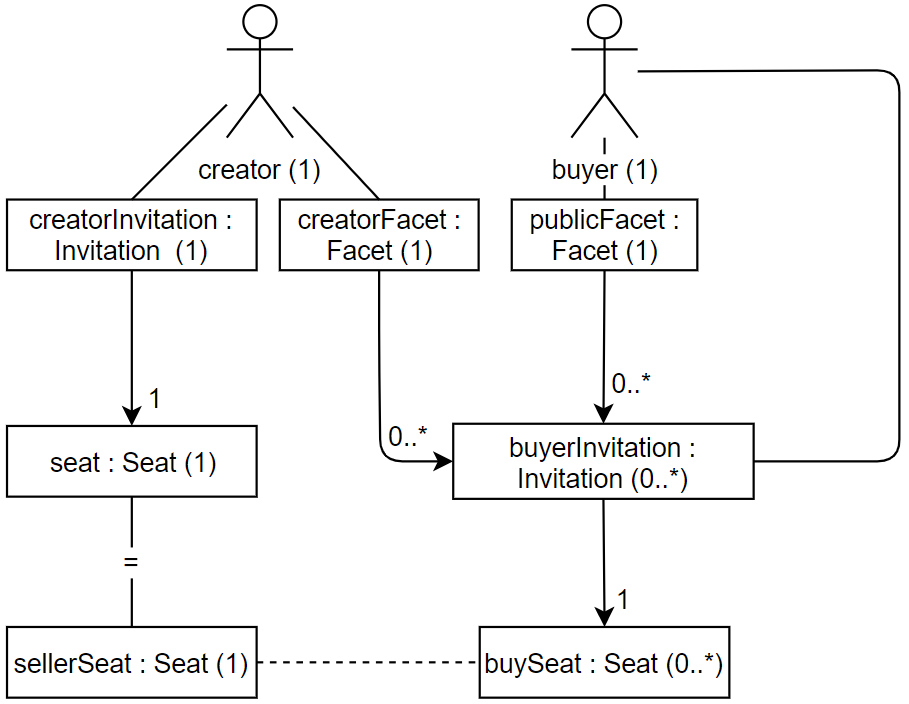 creator (1)
buyer (1)
creatorInvitation :
Invitation (1)
creatorFacet :
Facet (1)
publicFacet :
Facet (1)
1
0..*
0..*
seat : Seat (1)
buyerInvitation :
Invitation (0..*)
=
1
sellerSeat : Seat (1)
buySeat : Seat (0..*)